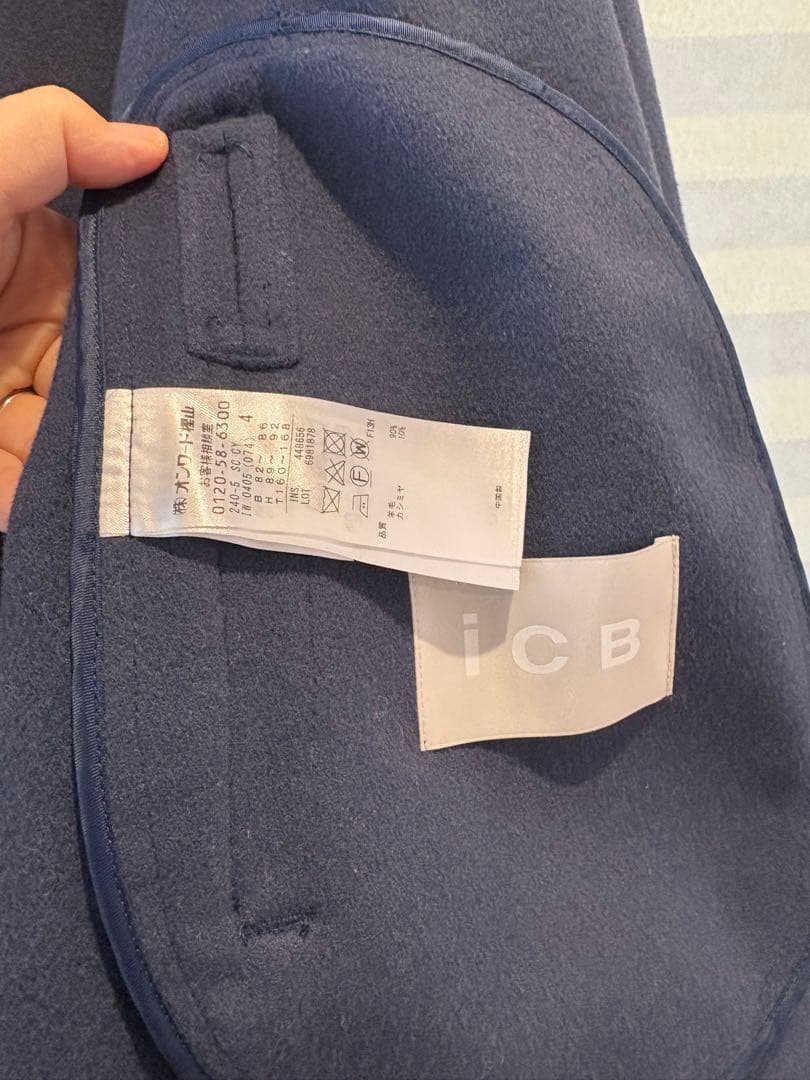 ㈱オンワード樫山
お客様相談室
0120-58-6300
240-5 SC CY 4
IW 0405 (074)
B 82～ 86
H 89～ 92
T.160～168
INS. 448656
LOT 6981878
F13H
品質 羊毛 90%
カシミヤ 10%
中国製
iCB